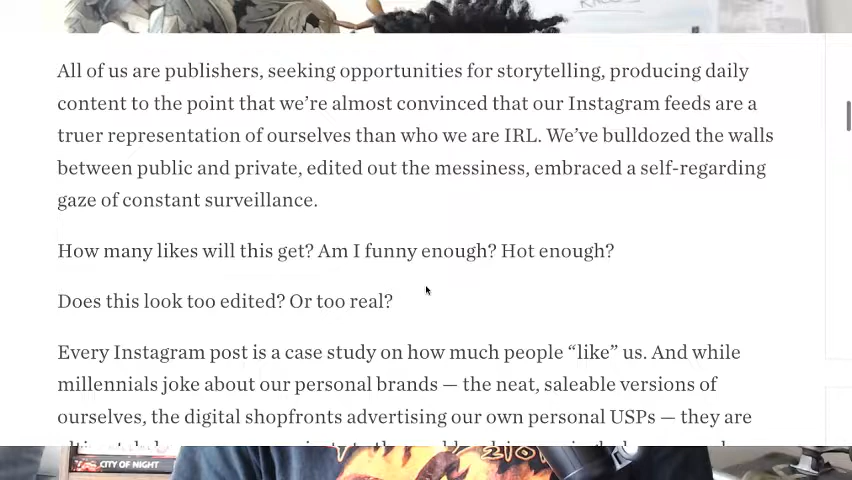 All of us are publishers, seeking opportunities for storytelling, producing daily
content to the point that we’re almost convinced that our Instagram feeds are a
truer representation of ourselves than who we are IRL. We’ve bulldozed the walls
between public and private, edited out the messiness, embraced a self-regarding
gaze of constant surveillance.
How many likes will this get? Am I funny enough? Hot enough?
Does this look too edited? Or too real?
Every Instagram post is a case study on how much people “like” us. And while
millennials joke about our personal brands — the neat, saleable versions of
ourselves, the digital shopfronts advertising our own personal USPs — they are
CITY OF NIGHT